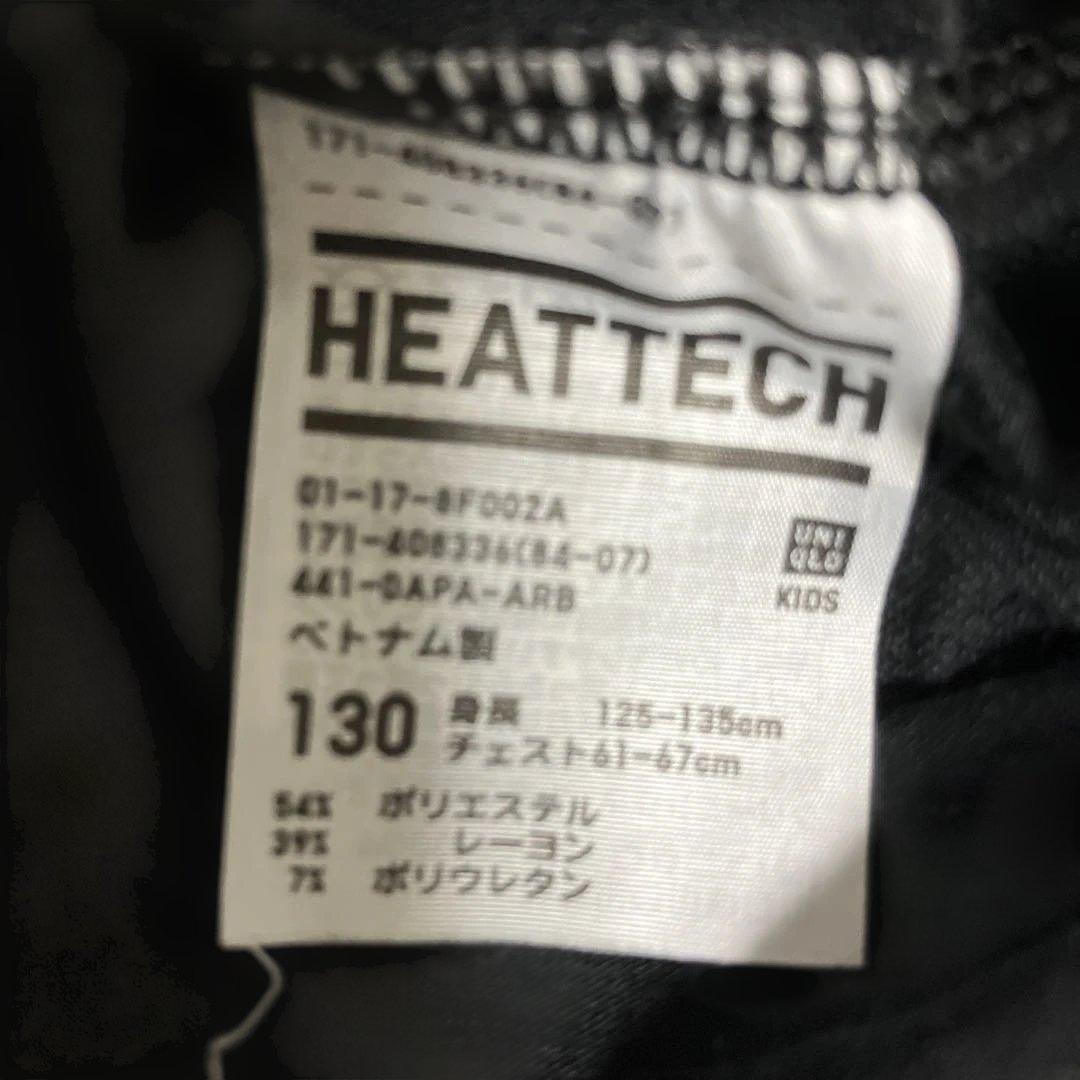 HEATTECH
01-17-8F002A
171-408336(84-07)
441-0APA-ARB
UNI
QLO
KIDS
ベトナム製
130 身長 125-135cm
チェスト61-67cm
54% ポリエステル
39% レーヨン
7% ポリウレタン